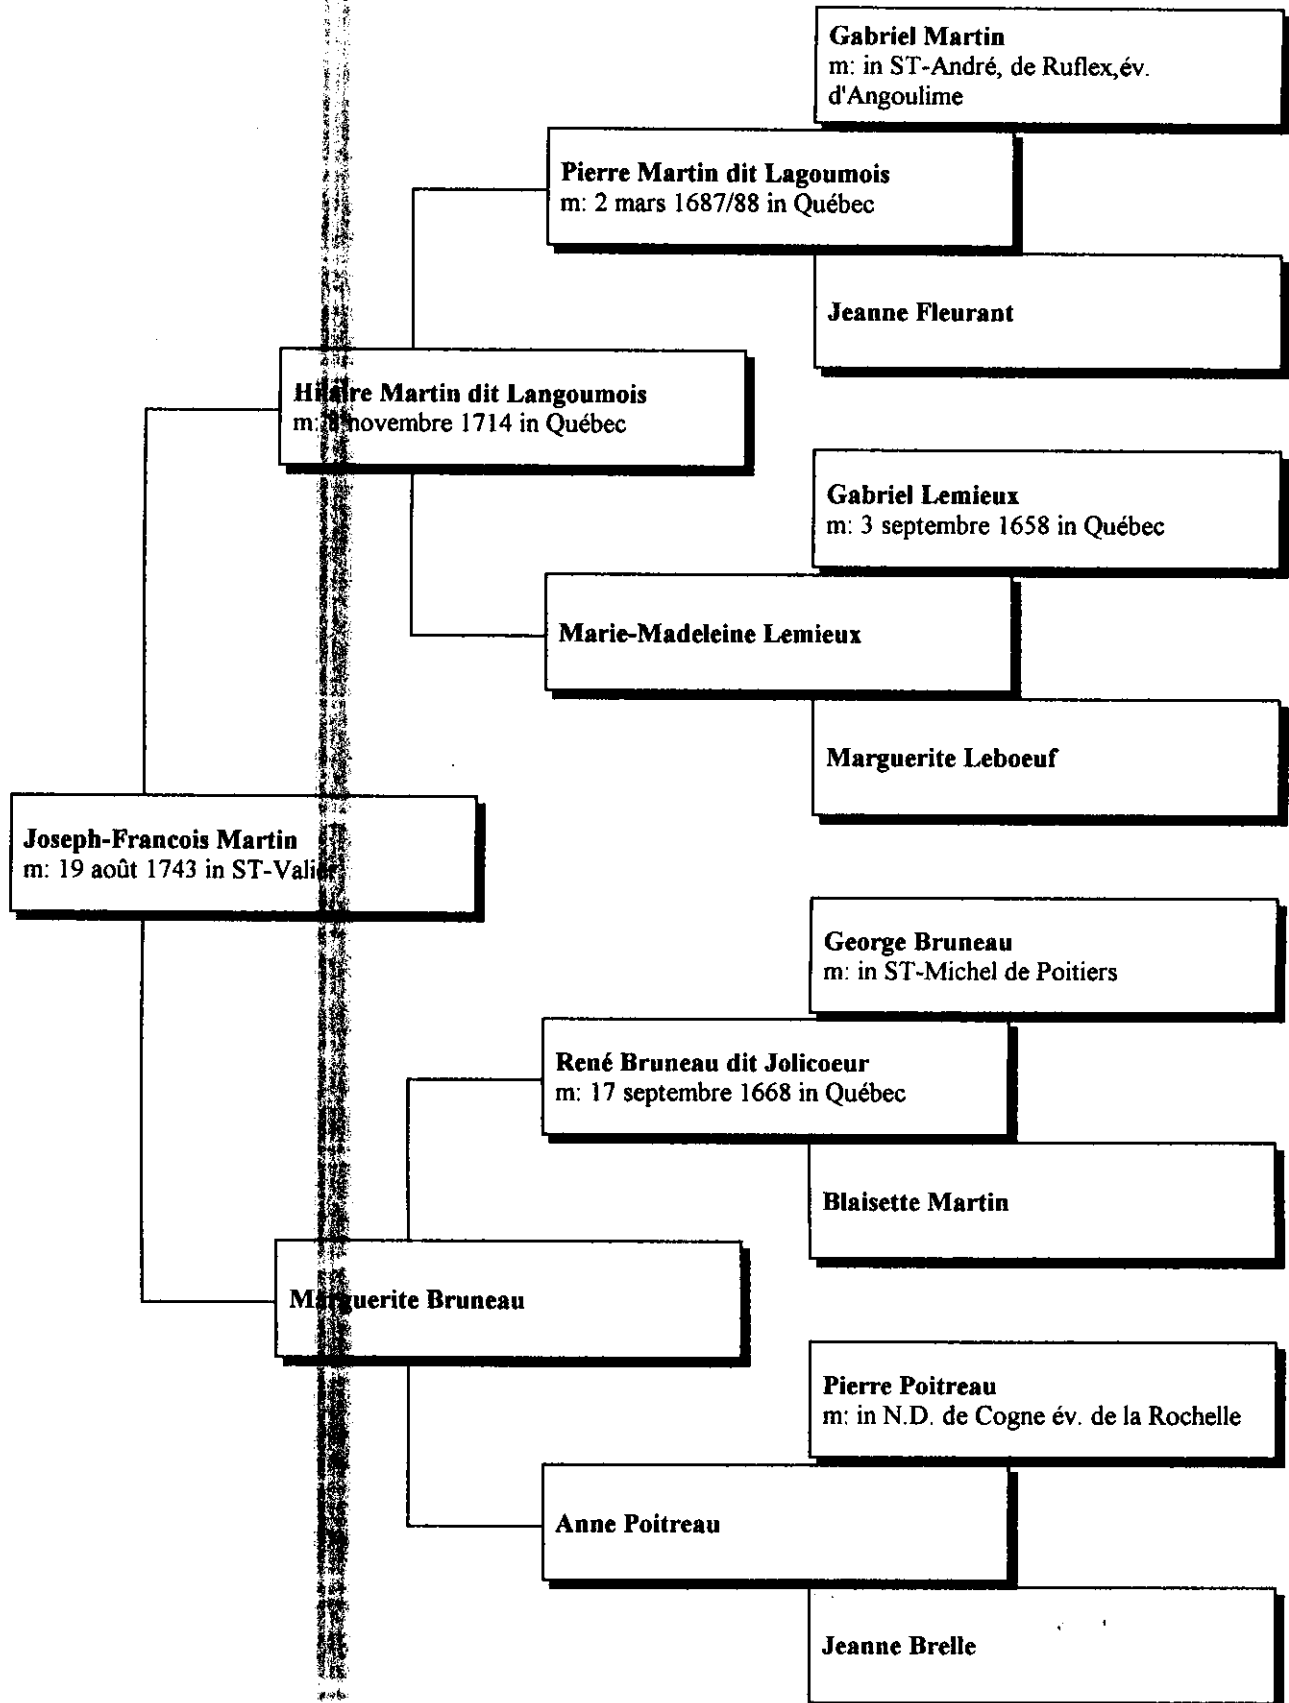 Gabriel Martin
m: in ST-André, de Ruflex,év.
d'Angoulime
Pierre Martin dit Lagoumois
m: 2 mars 1687/88 in Québec
Jeanne Fleurant
Hilaire Martin dit Langoumois
m: novembre 1714 in Québec
Gabriel Lemieux
m: 3 septembre 1658 in Québec
Marie-Madeleine Lemieux
Marguerite Leboeuf
Joseph-Francois Martin
m: 19 août 1743 in ST-Valier
George Bruneau
m: in ST-Michel de Poitiers
René Bruneau dit Jolicoeur
m: 17 septembre 1668 in Québec
Blaisette Martin
Marguerite Bruneau
Pierre Poitreau
m: in N.D. de Cogne év. de la Rochelle
Anne Poitreau
Jeanne Brelle